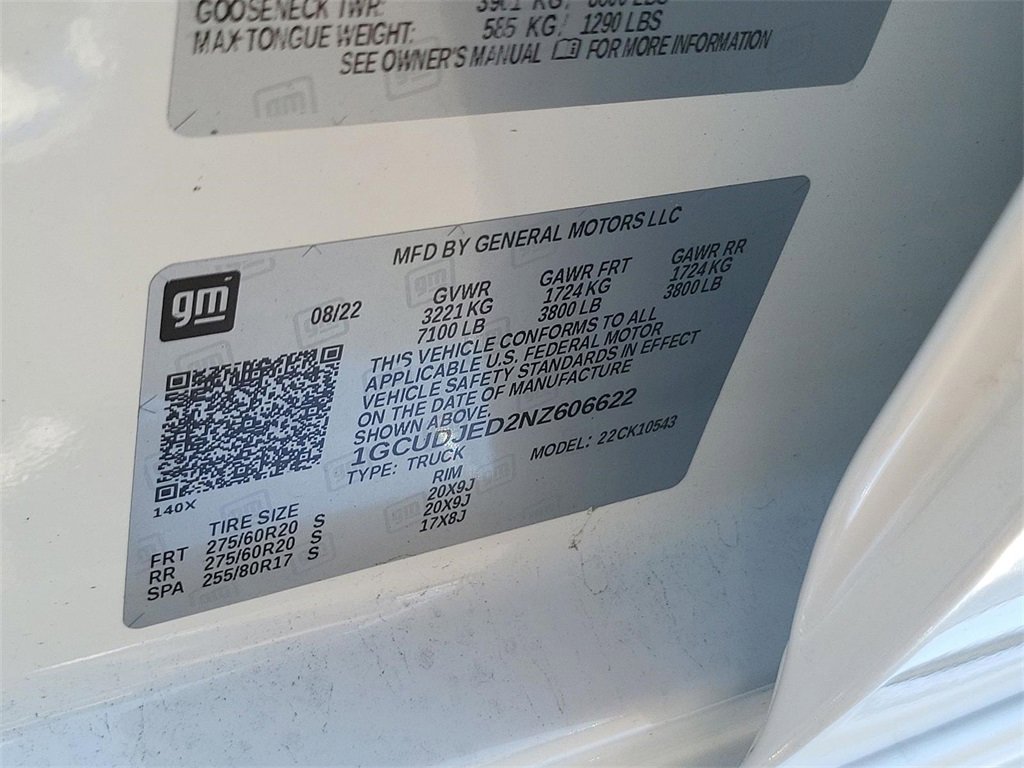 GOOSENECK TWR:
MAX TONGUE WEIGHT: 585 KG/ 1290 LBS
SEE OWNER'S MANUAL FOR MORE INFORMATION
gm
MFD BY GENERAL MOTORS LLC
08/22 GVWR GAWR FRT GAWR RR
3221 KG 1724 KG 1724 KG
7100 LB 3800 LB 3800 LB
THIS VEHICLE CONFORMS TO ALL
APPLICABLE U.S. FEDERAL MOTOR
VEHICLE SAFETY STANDARDS IN EFFECT
ON THE DATE OF MANUFACTURE
SHOWN ABOVE.
1GCUDJED2NZ606622
TYPE: TRUCK MODEL: 22CK10543
140X
TIRE SIZE RIM
FRT 275/60R20 S 20X9J
RR 275/60R20 S 20X9J
SPA 255/80R17 S 17X8J